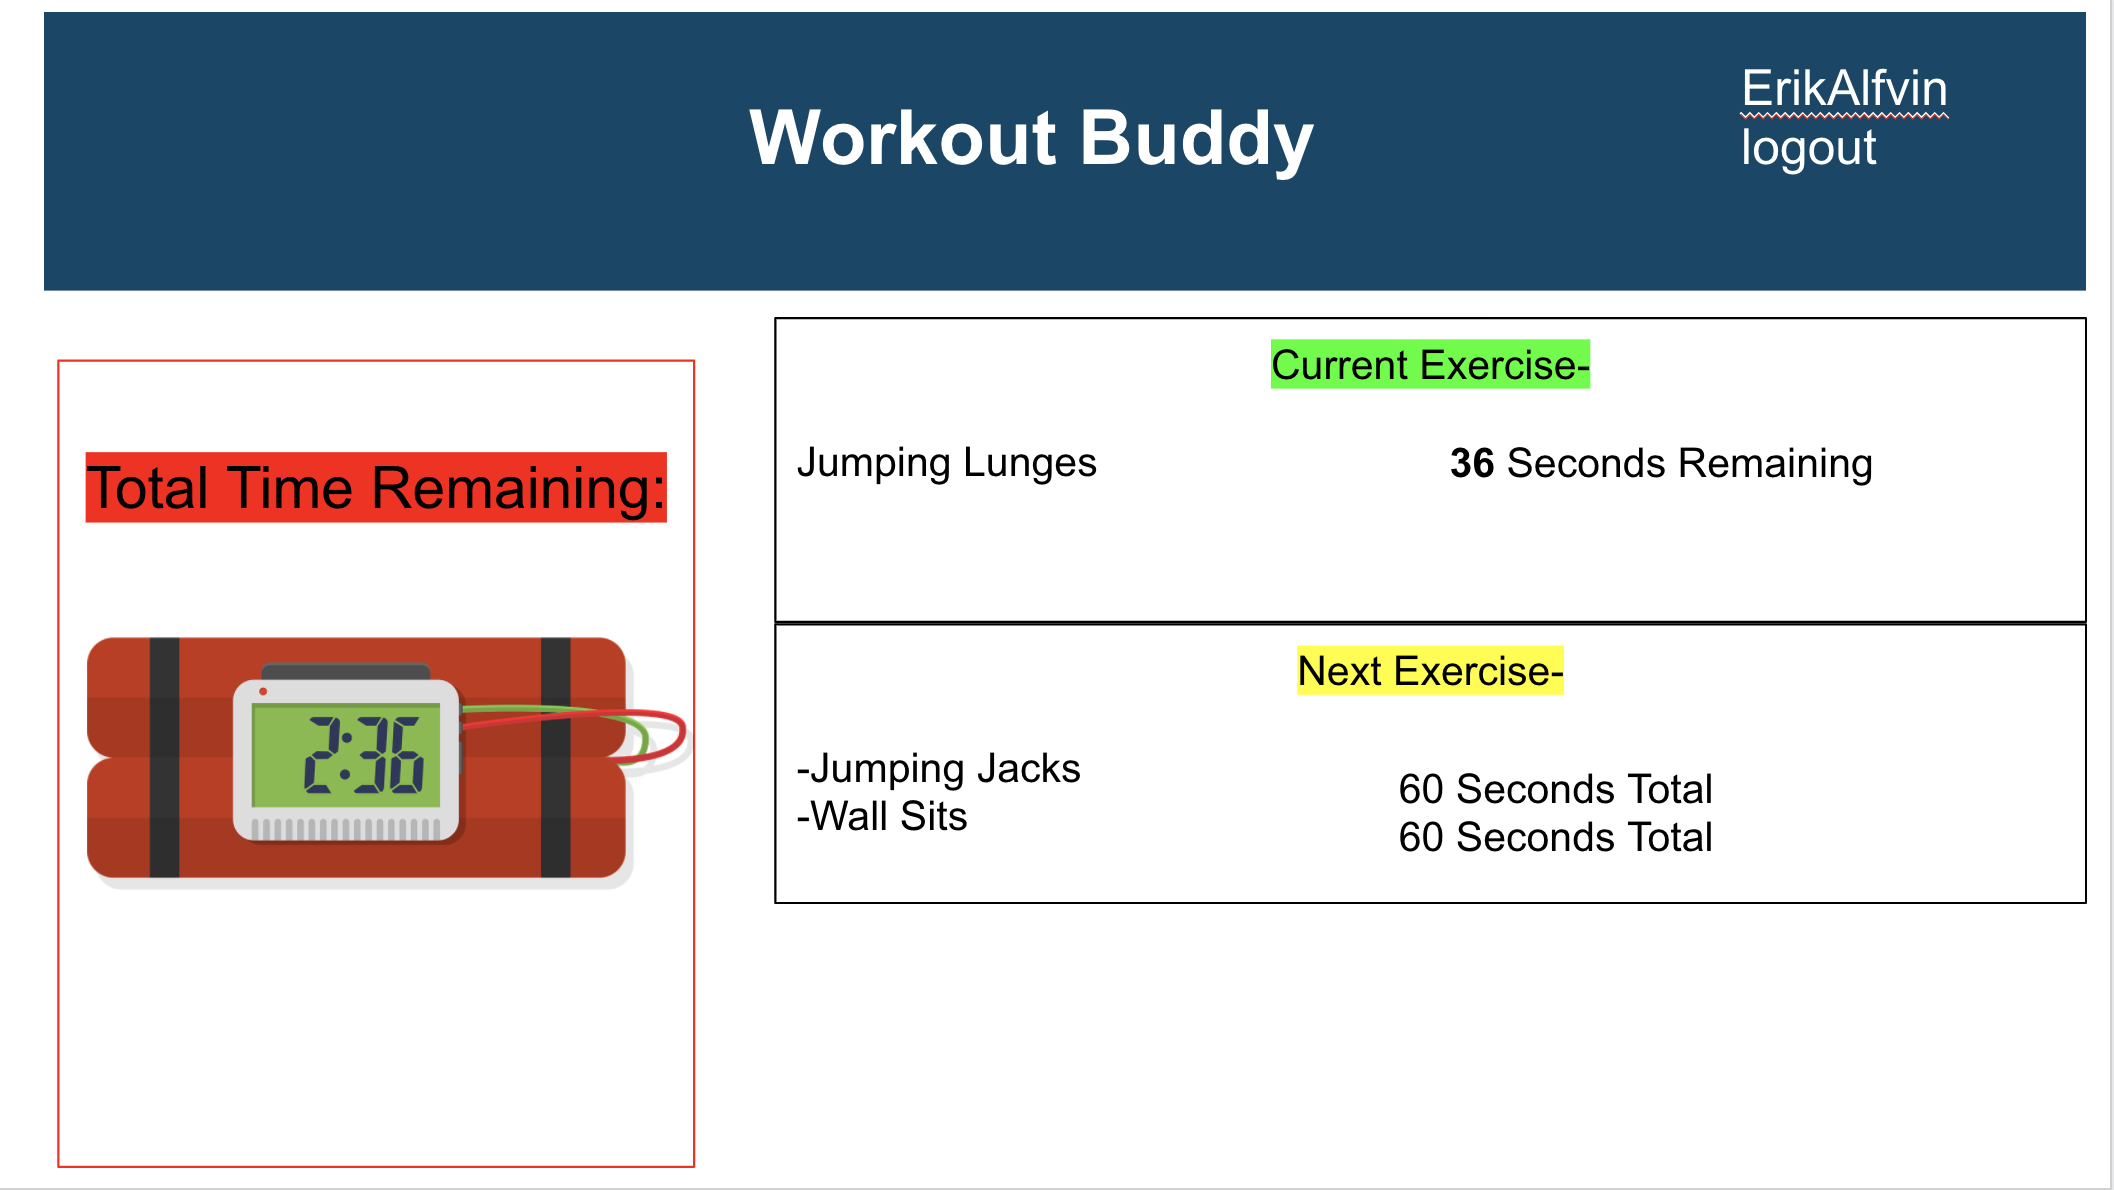 Workout Buddy
ErikAlfvin
logout
Total Time Remaining:
2:36
Current Exercise-
Jumping Lunges
36 Seconds Remaining
Next Exercise-
-Jumping Jacks
-Wall Sits
60 Seconds Total
60 Seconds Total